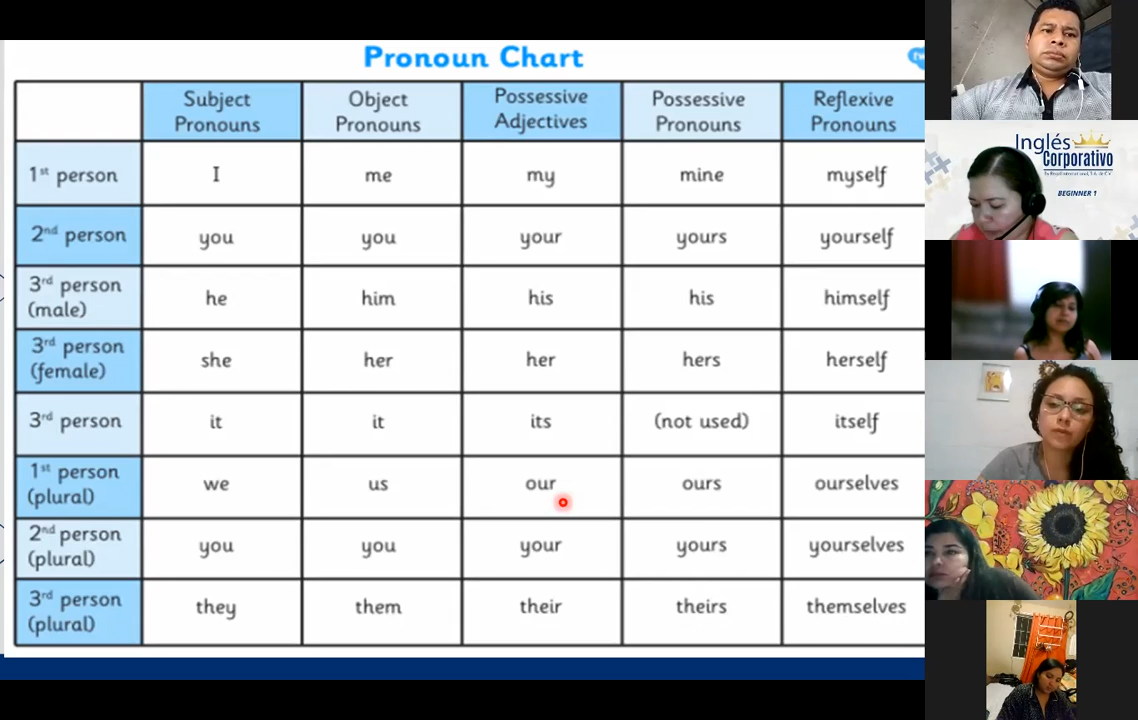 Pronoun Chart
Subject Pronouns Object Pronouns Possessive Adjectives Possessive Pronouns Reflexive Pronouns
1st person I me my mine myself
2nd person you you your yours yourself
3rd person (male) he him his his himself
3rd person (female) she her her hers herself
3rd person it it its (not used) itself
1st person (plural) we us our ours ourselves
2nd person (plural) you you your yours yourselves
3rd person (plural) they them their theirs themselves
Inglés
Corporativo
BEGINNER 1